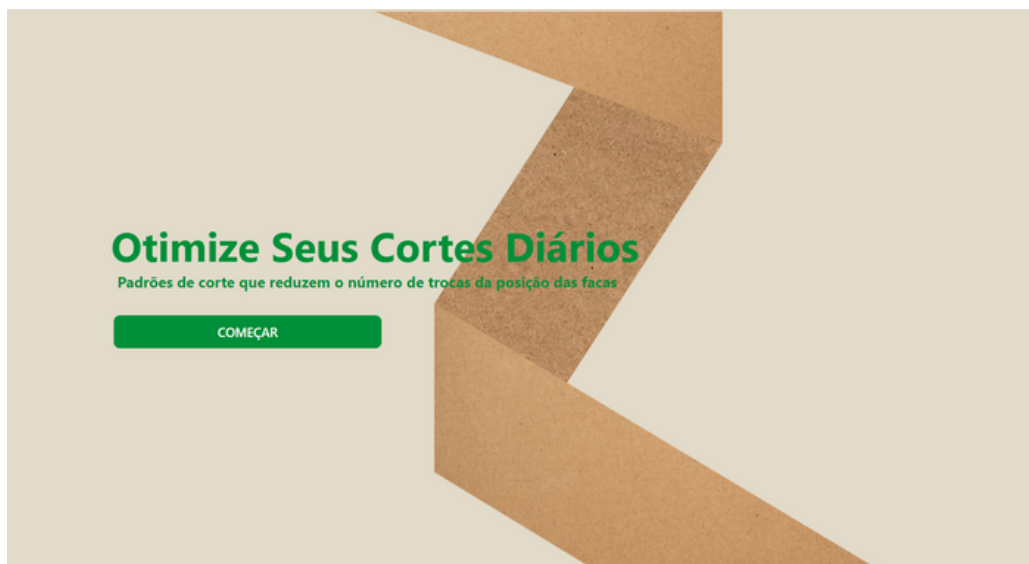 Otimize Seus Cortes Diários
Padrões de corte que reduzem o número de trocas da posição das facas
COMEÇAR